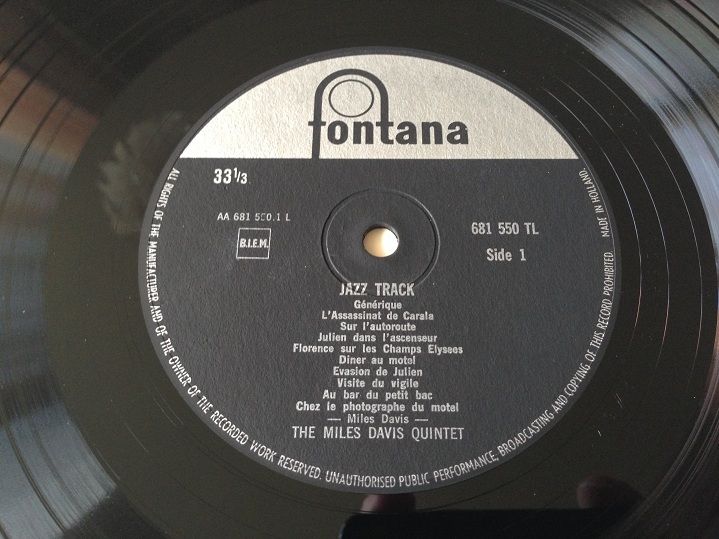 fontana
33 1/3
AA 681 550.1 L
B.I.E.M.
681 550 TL
Side 1
JAZZ TRACK
Générique
L'Assassinat de Carala
Sur l'autoroute
Julien dans l'ascenseur
Florence sur les Champs Elysees
Diner au motel
Evasion de Julien
Visite du vigile
Au bar du petit bac
Chez le photographe du motel
— Miles Davis —
THE MILES DAVIS QUINTET
ALL RIGHTS OF THE MANUFACTURER AND OF THE OWNER OF THE RECORDED WORK RESERVED. UNAUTHORISED PUBLIC PERFORMANCE, BROADCASTING AND COPYING OF THIS RECORD PROHIBITED. MADE IN HOLLAND.